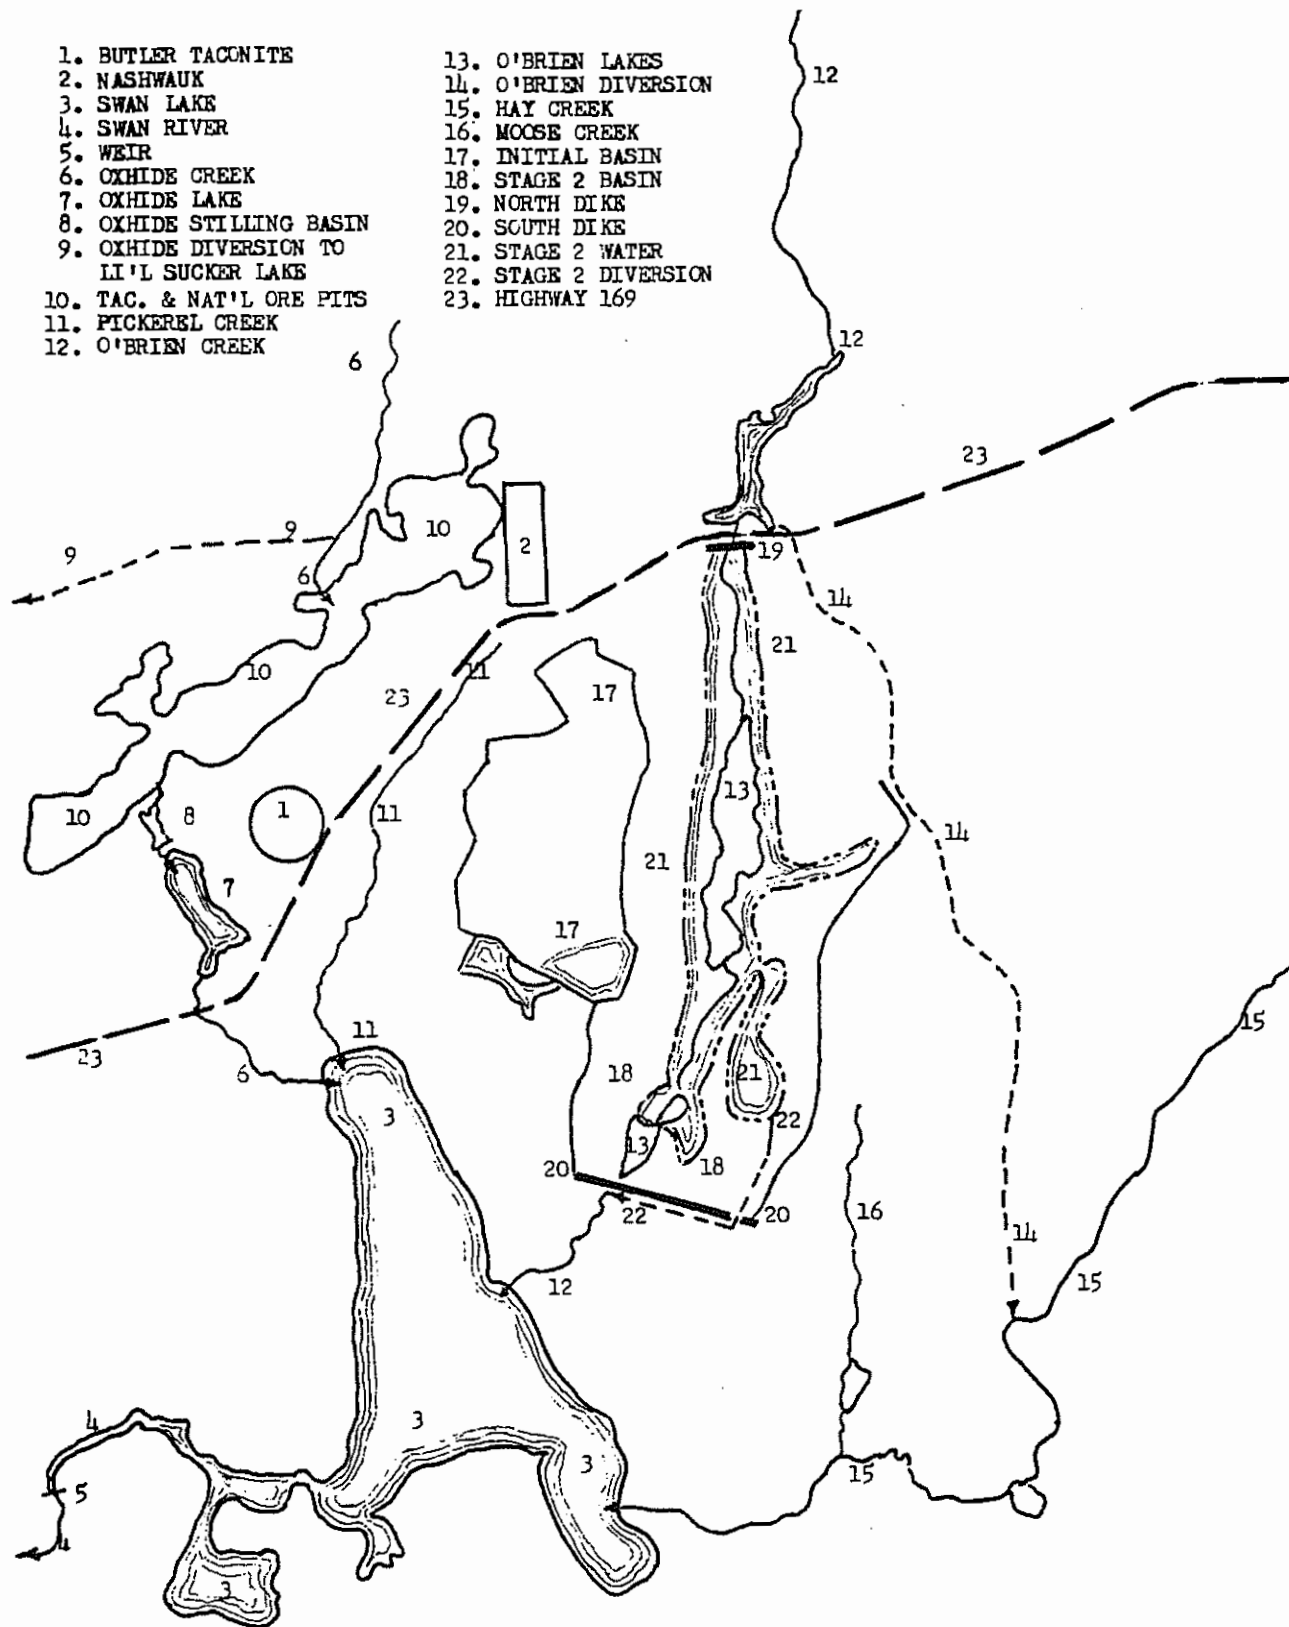 1. BUTLER TACONITE
2. NASHWAUK
3. SWAN LAKE
4. SWAN RIVER
5. WEIR
6. OXHIDE CREEK
7. OXHIDE LAKE
8. OXHIDE STILLING BASIN
9. OXHIDE DIVERSION TO
LI'L SUCKER LAKE
10. TAC. & NAT'L ORE PITS
11. PICKEREL CREEK
12. O'BRIEN CREEK
13. O'BRIEN LAKES
14. O'BRIEN DIVERSION
15. HAY CREEK
16. MOOSE CREEK
17. INITIAL BASIN
18. STAGE 2 BASIN
19. NORTH DIKE
20. SOUTH DIKE
21. STAGE 2 WATER
22. STAGE 2 DIVERSION
23. HIGHWAY 169
12
12
6
23
10
9
2
9
19
6
14
21
10
11
23
17
13
10
8
1
11
14
21
7
17
15
11
23
6
18
21
3
22
13
18
20
22
20
16
14
12
15
4
3
3
15
5
4
3